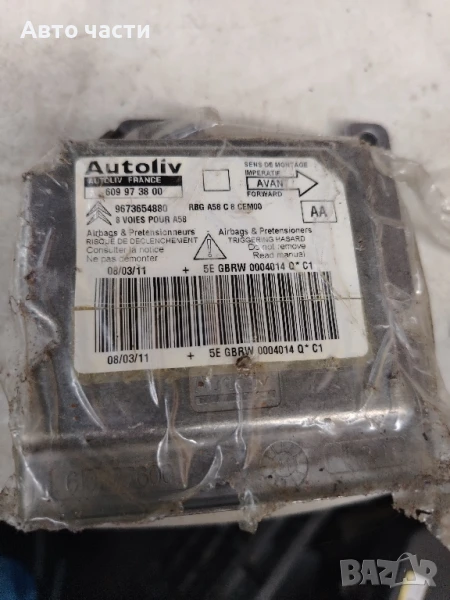 Авто части
Autoliv
AUTOLIV FRANCE
609 97 38 00
SENS DE MONTAGE
IMPERATIF
AVAN
FORWARD
9673654880
RBG A58 C 8 CEM00
8 VOIES POUR A58
AA
Airbags & Pretensionneurs
RISQUE DE DECLENCHEMENT
Consulter la notice
Ne pas démonter
Airbags & Pretensioners
TRIGGERING HASARD
Do not remove
Read manual
08/03/11 + 5E GBRW 0004014 Q* C1
08/03/11 + 5E GBRW 0004014 Q* C1
BAZAR